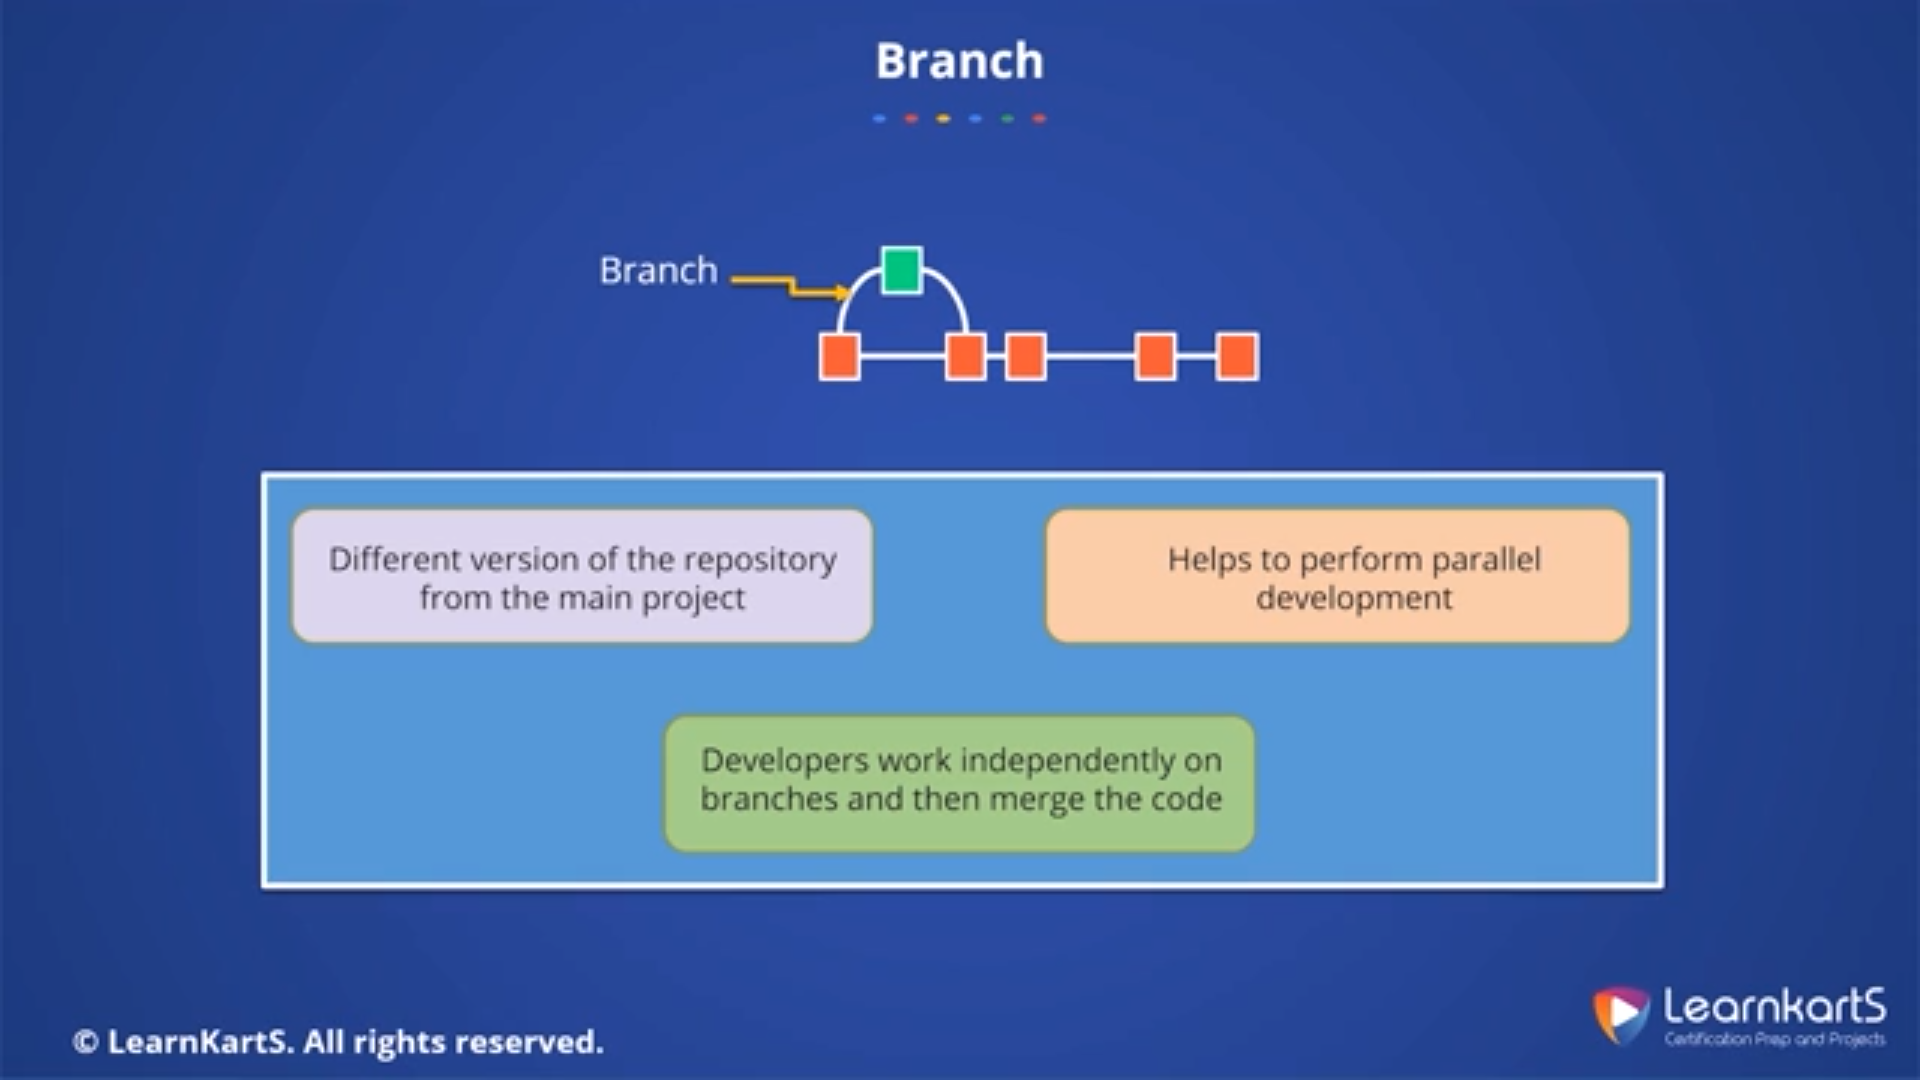 Branch
Branch
Different version of the repository
from the main project
Helps to perform parallel
development
Developers work independently on
branches and then merge the code
© LearnKartS. All rights reserved.
LearnkartS
Certification Prep and Projects